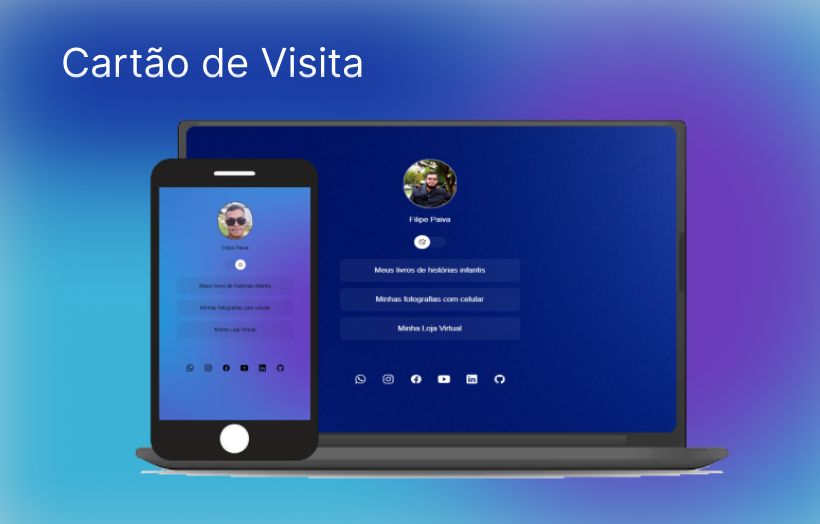 Cartão de Visita
Filipe Paiva
Meus livros de histórias infantis
Minhas fotografias com celular
Minha Loja Virtual
Filipe Paiva
Meus livros de histórias infantis
Minhas fotografias com celular
Minha Loja Virtual